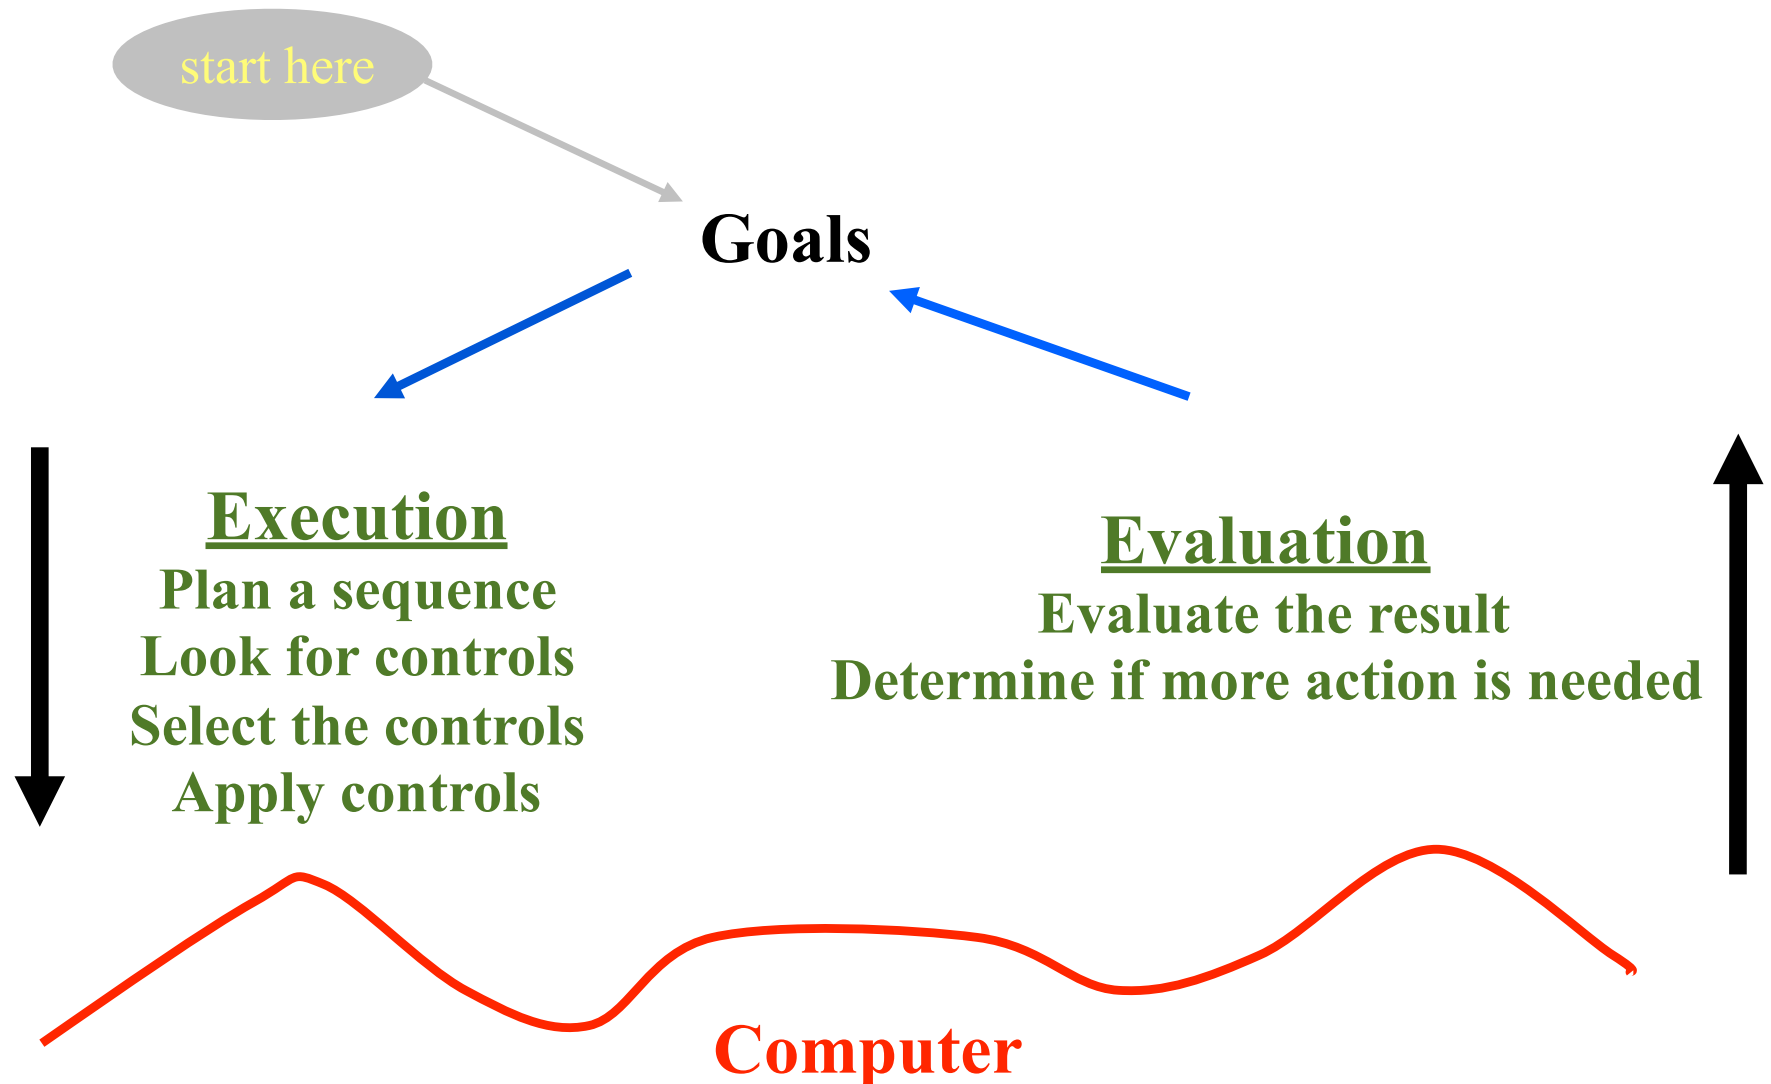 start here
Goals
Execution
Plan a sequence
Look for controls
Select the controls
Apply controls
Evaluation
Evaluate the result
Determine if more action is needed
Computer